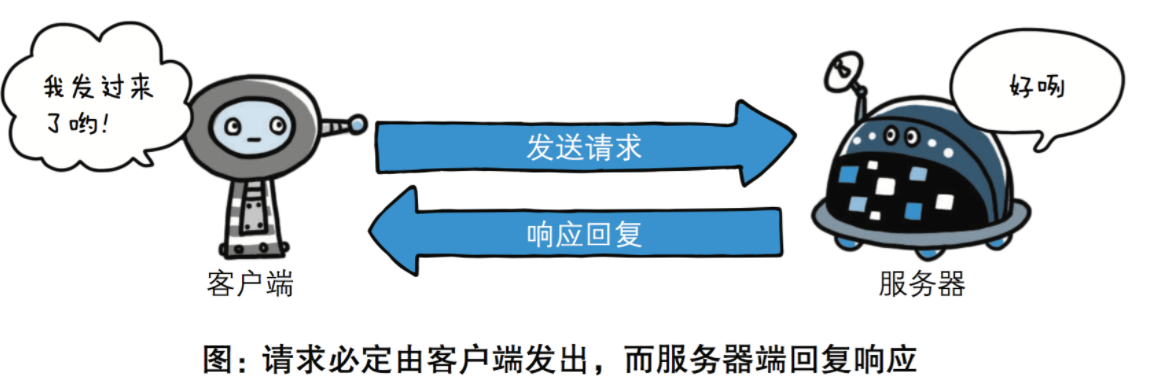 我发过来
了哟!
好咧
发送请求
响应回复
客户端
服务器
图：请求必定由客户端发出，而服务器端回复响应